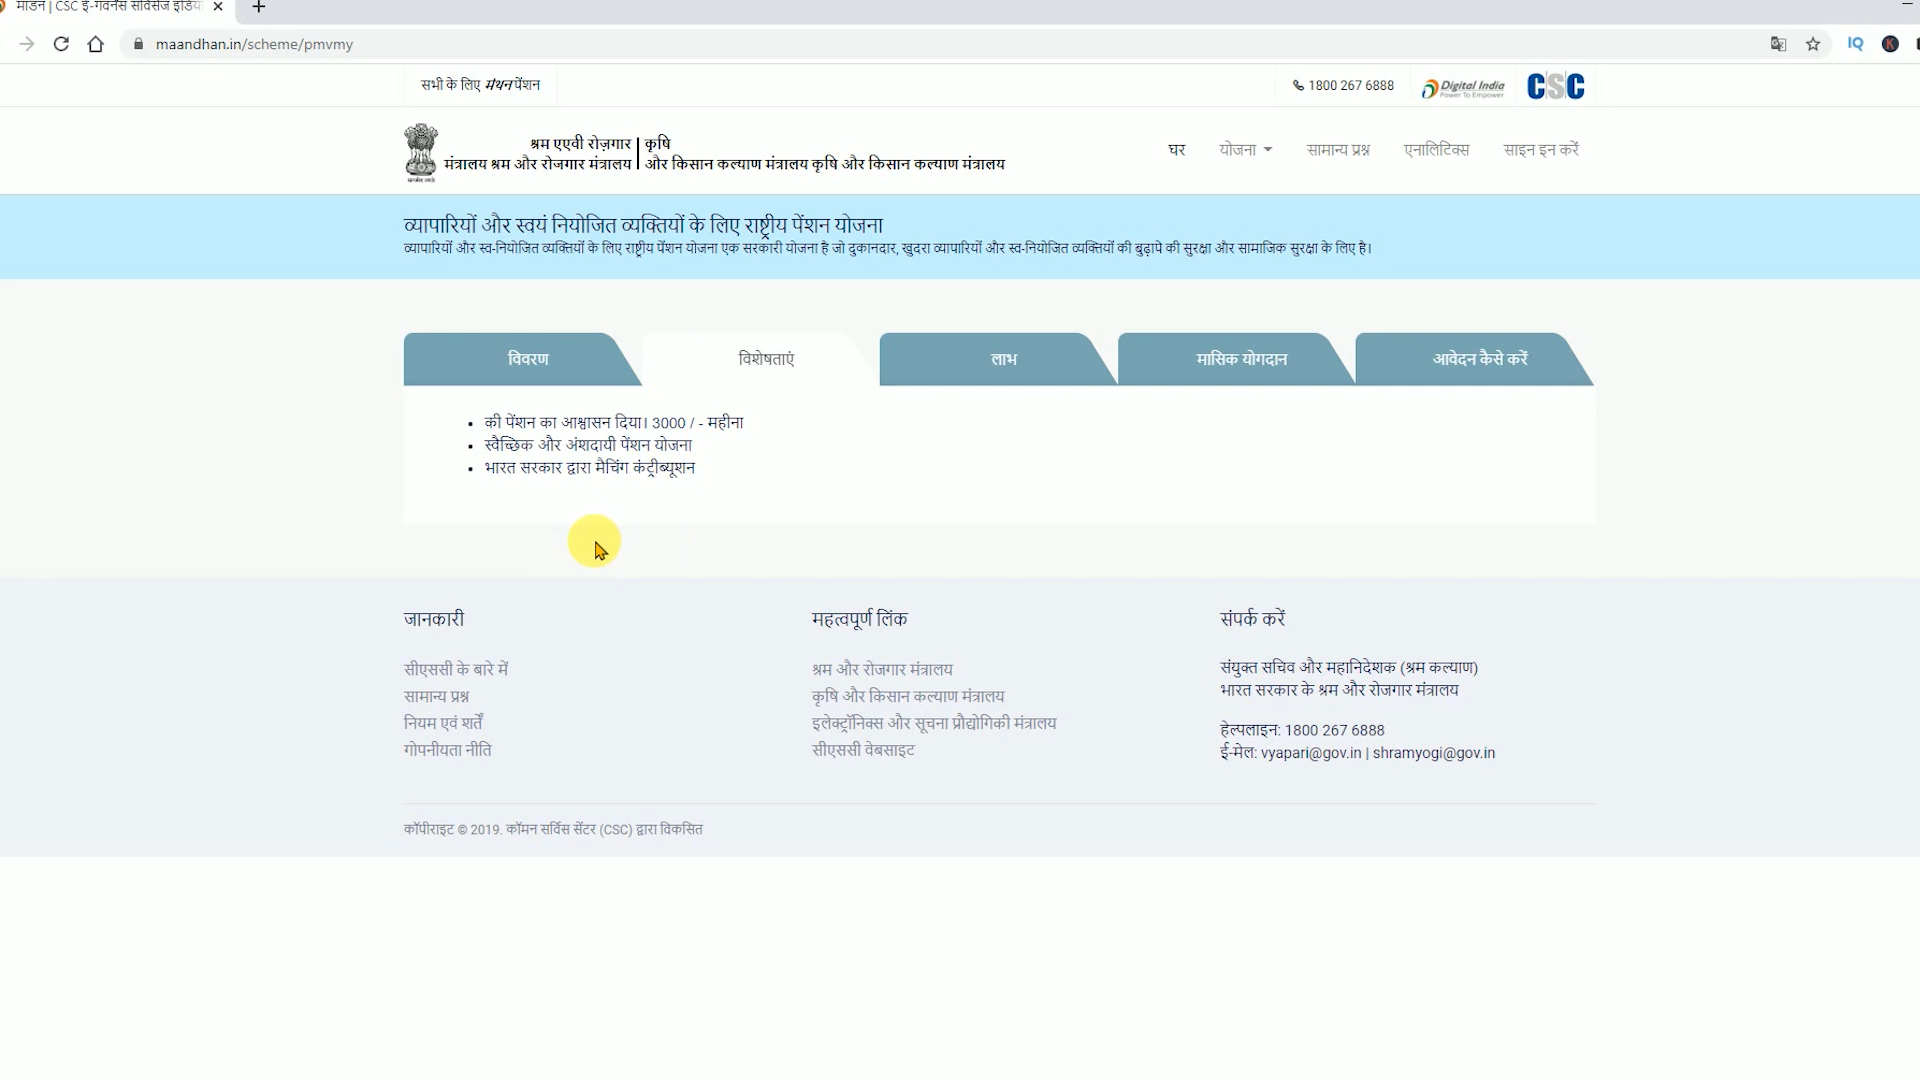 मांडन | CSC ई-गवर्नेंस सर्विसेज इंडिया
maandhan.in/scheme/pmvmy
IQ
K
सभी के लिए मंथन पेंशन
1800 267 6888
Digital India
Power To Empower
CSC
श्रम एएवी रोज़गार | कृषि
मंत्रालय श्रम और रोजगार मंत्रालय | और किसान कल्याण मंत्रालय कृषि और किसान कल्याण मंत्रालय
घर
योजना
सामान्य प्रश्न
एनालिटिक्स
साइन इन करें
व्यापारियों और स्वयं नियोजित व्यक्तियों के लिए राष्ट्रीय पेंशन योजना
व्यापारियों और स्व-नियोजित व्यक्तियों के लिए राष्ट्रीय पेंशन योजना एक सरकारी योजना है जो दुकानदार, खुदरा व्यापारियों और स्व-नियोजित व्यक्तियों की बुढ़ापे की सुरक्षा और सामाजिक सुरक्षा के लिए है।
विवरण
विशेषताएं
लाभ
मासिक योगदान
आवेदन कैसे करें
• की पेंशन का आश्वासन दिया। 3000 / - महीना
• स्वैच्छिक और अंशदायी पेंशन योजना
• भारत सरकार द्वारा मैचिंग कंट्रीब्यूशन
जानकारी
सीएससी के बारे में
सामान्य प्रश्न
नियम एवं शर्तें
गोपनीयता नीति
महत्वपूर्ण लिंक
श्रम और रोजगार मंत्रालय
कृषि और किसान कल्याण मंत्रालय
इलेक्ट्रॉनिक्स और सूचना प्रौद्योगिकी मंत्रालय
सीएससी वेबसाइट
संपर्क करें
संयुक्त सचिव और महानिदेशक (श्रम कल्याण)
भारत सरकार के श्रम और रोजगार मंत्रालय
हेल्पलाइन: 1800 267 6888
ई-मेल: vyapari@gov.in | shramyogi@gov.in
कॉपीराइट © 2019. कॉमन सर्विस सेंटर (CSC) द्वारा विकसित